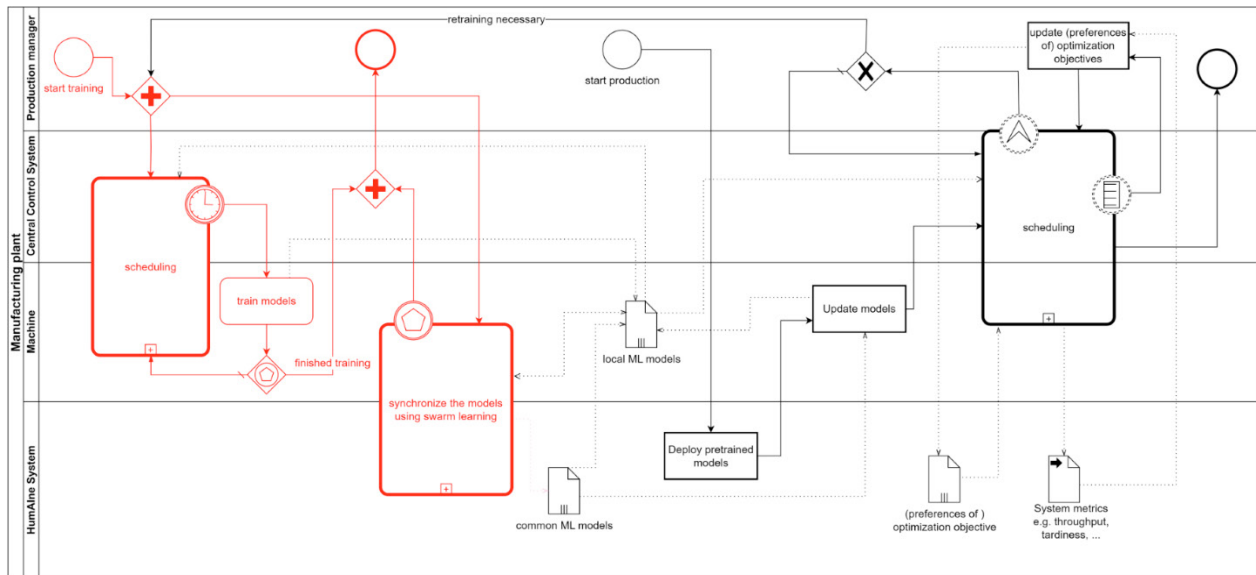 Manufacturing plant
Production manager
Central Control System
Machine
HumAIne System
retraining necessary
start training
start production
update (preferences
of) optimization
objectives
scheduling
train models
finished training
synchronize the models
using swarm learning
local ML models
Update models
scheduling
Deploy pretrained
models
common ML models
(preferences of )
optimization objective
System metrics
e.g. throughput,
tardiness, ...